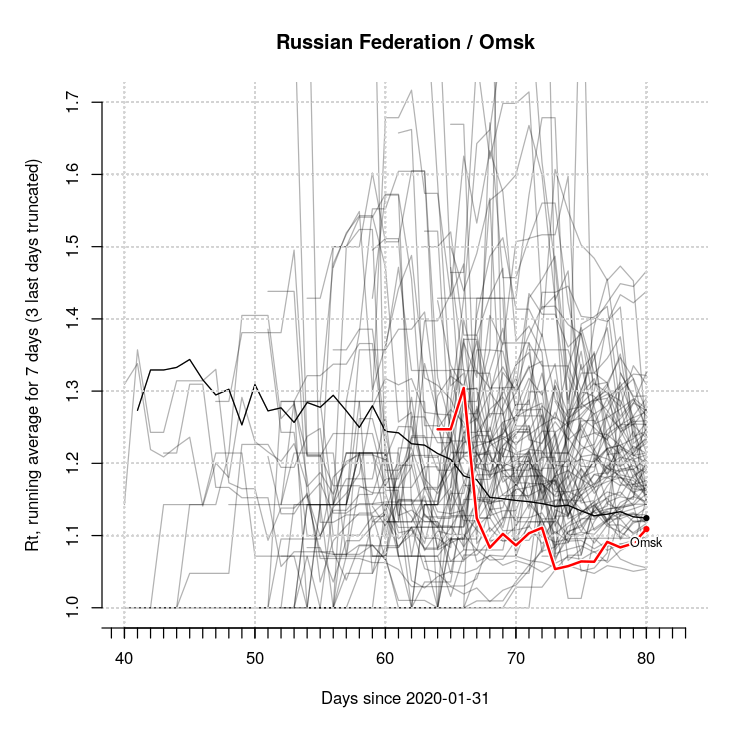 Russian Federation / Omsk
Rt, running average for 7 days (3 last days truncated)
1.7
1.6
1.5
1.4
1.3
1.2
1.1
1.0
Omsk
40 50 60 70 80
Days since 2020-01-31